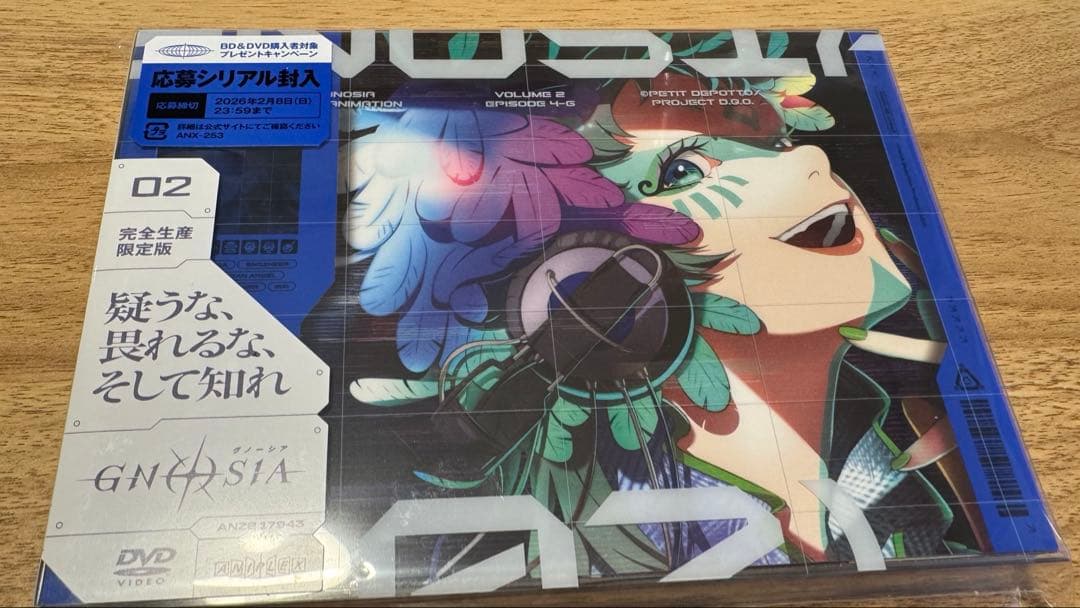 BD&DVD購入者対象
プレゼントキャンペーン
応募シリアル封入
応募締切
2026年2月8日(日)
23:59まで
詳細は公式サイトにてご確認ください
ANX-253
GNOSIA
ANIMATION
VOLUME 2
EPISODE 4-6
©PETIT DEPOTTO/
PROJECT D.Q.O.
02
完全生産
限定版
疑うな、
畏れるな、
そして知れ
グノーシア
GNOSIA
DVD
VIDEO
ANIPLEX